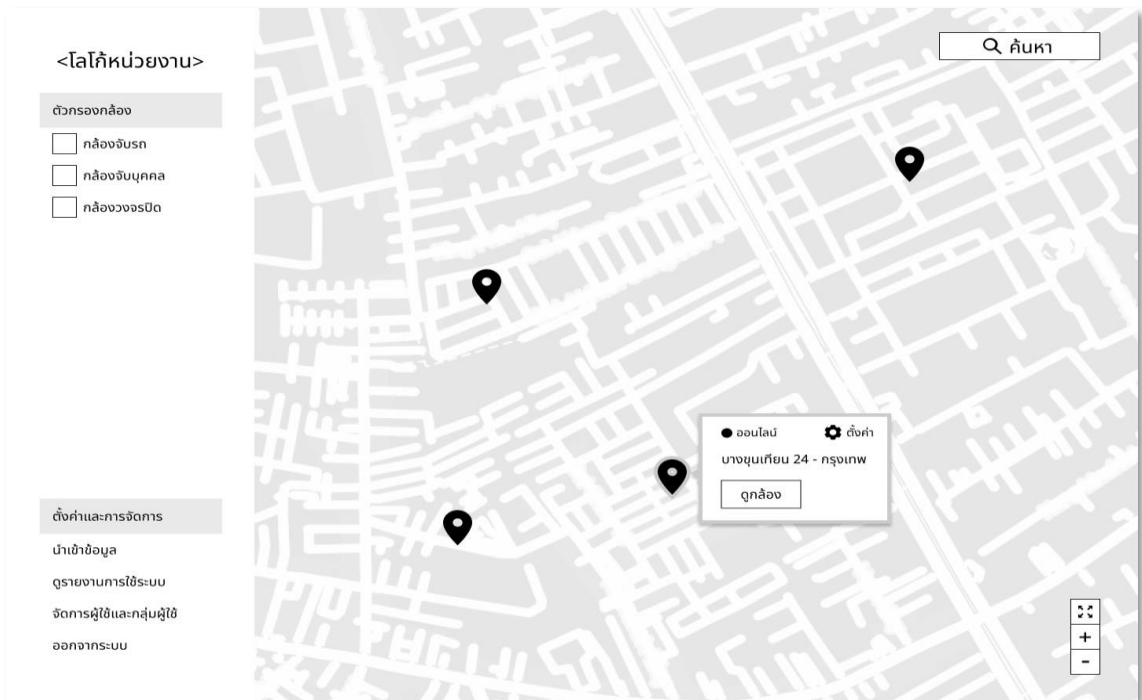 <โลโก้หน่วยงาน>
ค้นหา
ตัวกรองกล้อง
กล้องจับรถ
กล้องจับบุคคล
กล้องวงจรปิด
ออนไลน์ ตั้งค่า
บางขุนเทียน 24 - กรุงเทพ
ดูกล้อง
ตั้งค่าและการจัดการ
นำเข้าข้อมูล
ดูรายงานการใช้ระบบ
จัดการผู้ใช้และกลุ่มผู้ใช้
ออกจากระบบ
+
-